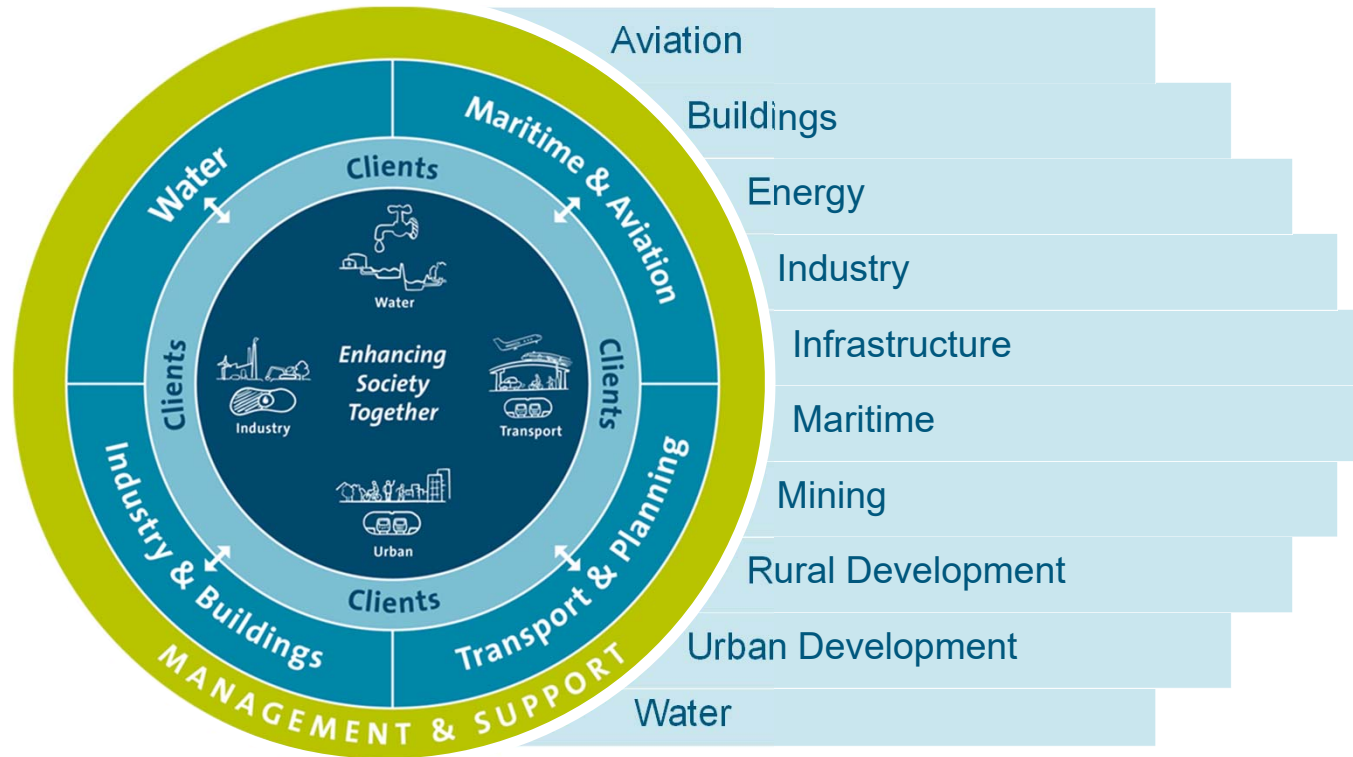 Water
Maritime & Aviation
Clients
Clients
Clients
Clients
Water
Industry
Enhancing
Society
Together
Transport
Urban
Industry & Buildings
Transport & Planning
MANAGEMENT & SUPPORT
Aviation
Buildings
Energy
Industry
Infrastructure
Maritime
Mining
Rural Development
Urban Development
Water